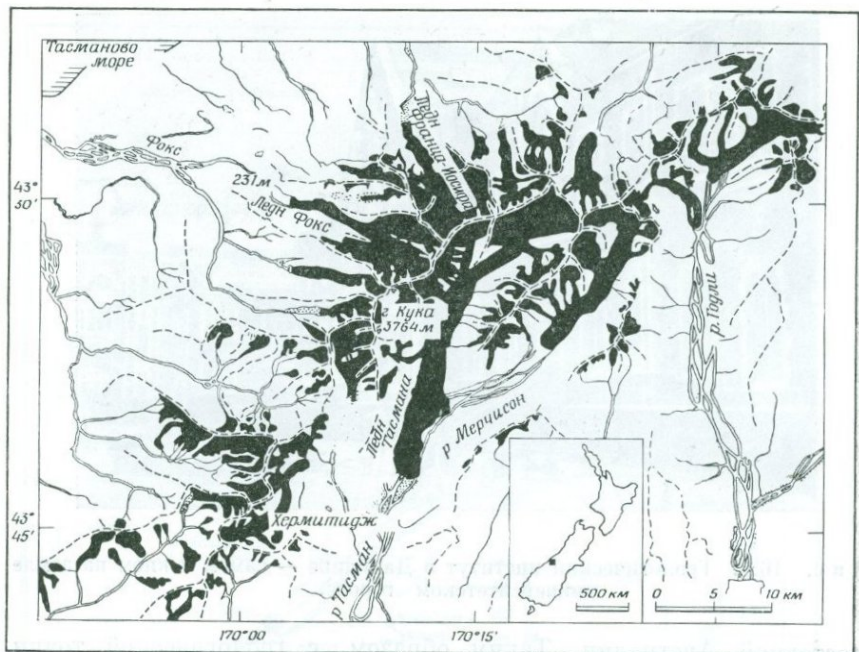 Тасманово
море
Фокс
Ледн
Франца-Иосифа
43°
50'
231 м
Ледн Фокс
г Кука
3764 м
р. Годли
Ледн
Тасмана
р Мерчисон
43°
45'
Хермитидж
р. Тасман
500 км
0 5 10 км
170°00'
170°15'